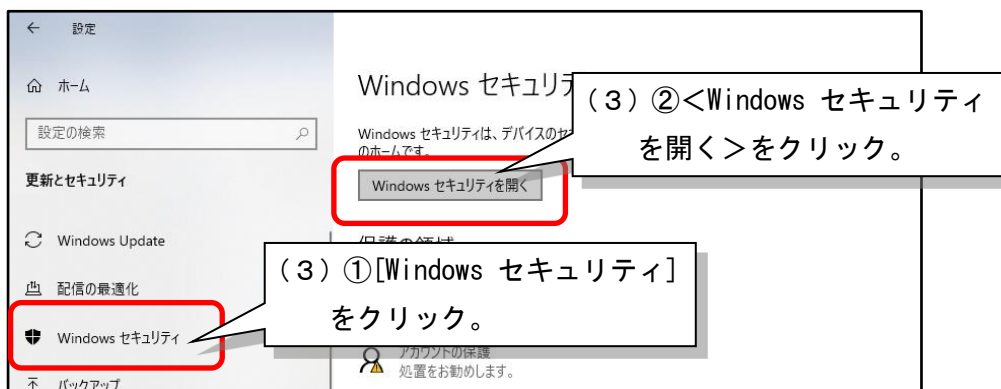 設定
ホーム
設定の検索
更新とセキュリティ
Windows Update
配信の最適化
Windows セキュリティ
バックアップ
Windows セキュリ
Windows セキュリティは、デバイスのセ
のホームです。
Windows セキュリティを開く
保護の領域
アカウントの保護
処置をお勧めします。
(3)②<Windows セキュリティ
を開く>をクリック。
(3)①[Windows セキュリティ]
をクリック。